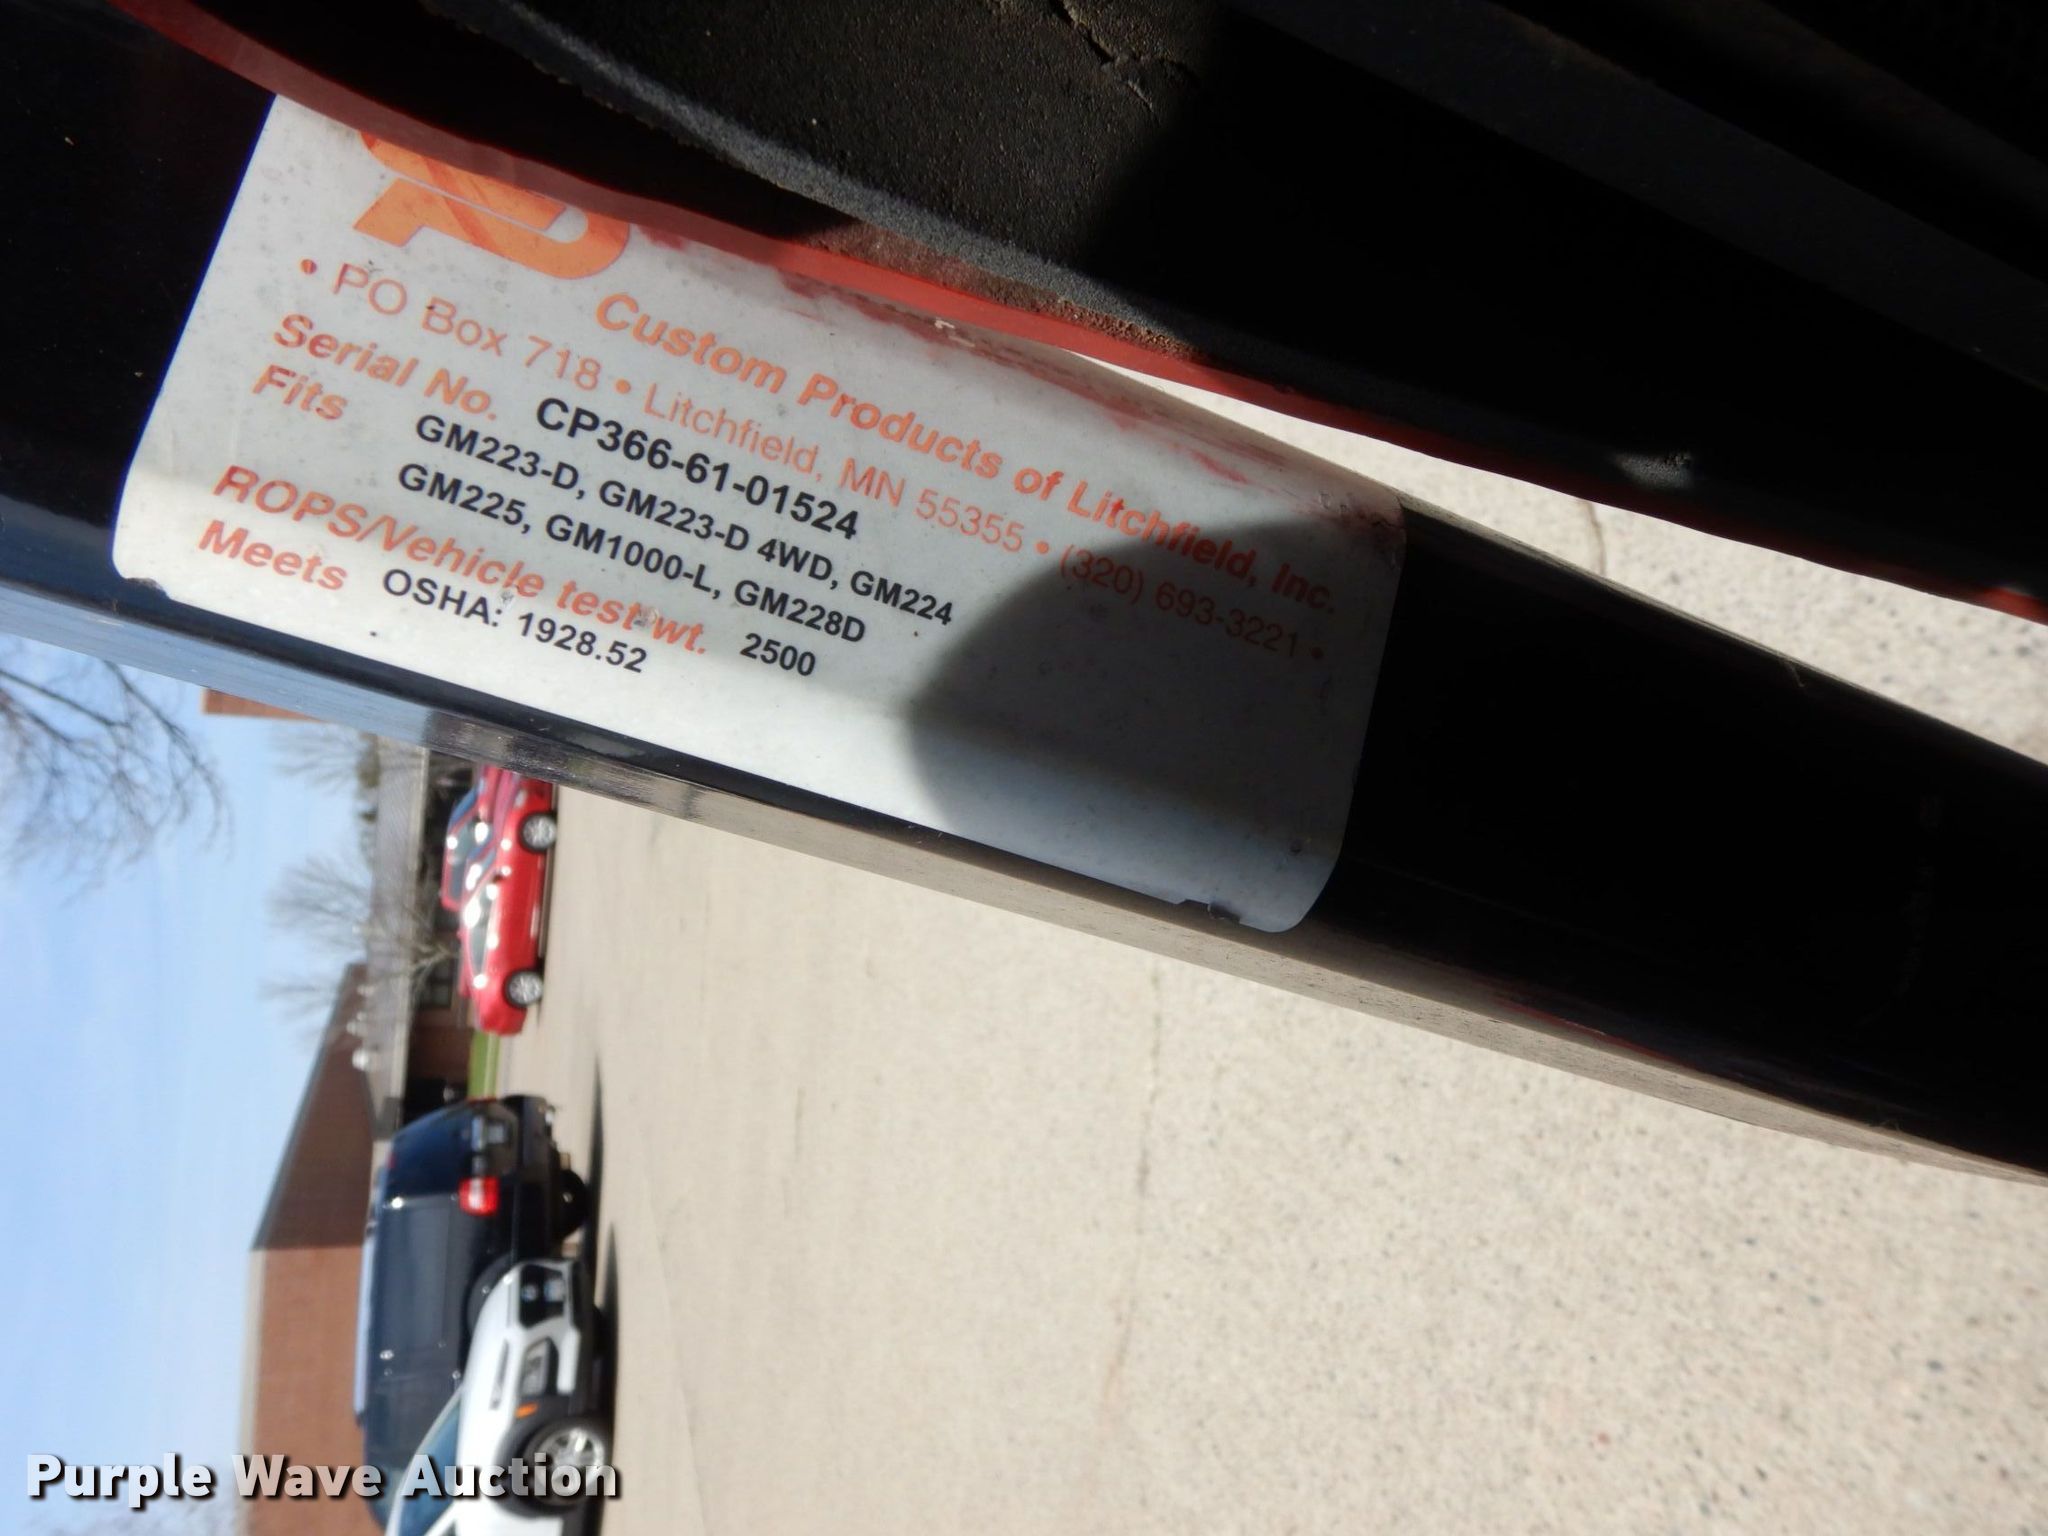 Custom Products of Litchfield, Inc.
• PO Box 718 • Litchfield, MN 55355 • (320) 693-3221 •
Serial No. CP366-61-01524
Fits GM223-D, GM223-D 4WD, GM224
GM225, GM1000-L, GM228D
ROPS/Vehicle test wt. 2500
Meets OSHA: 1928.52
Purple Wave Auction